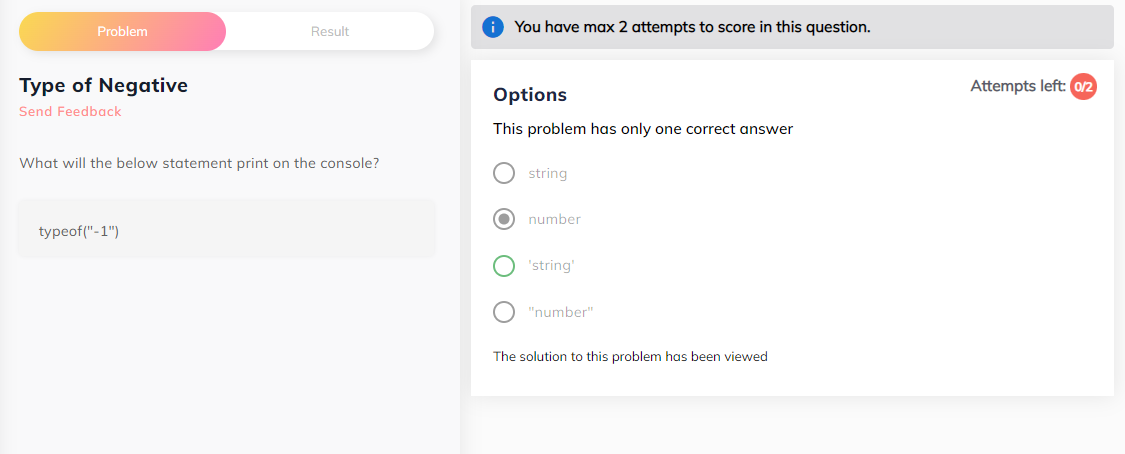 Problem
Result
Type of Negative
Send Feedback
What will the below statement print on the console?
typeof("-1")
You have max 2 attempts to score in this question.
Options
Attempts left: 0/2
This problem has only one correct answer
string
number
'string'
"number"
The solution to this problem has been viewed